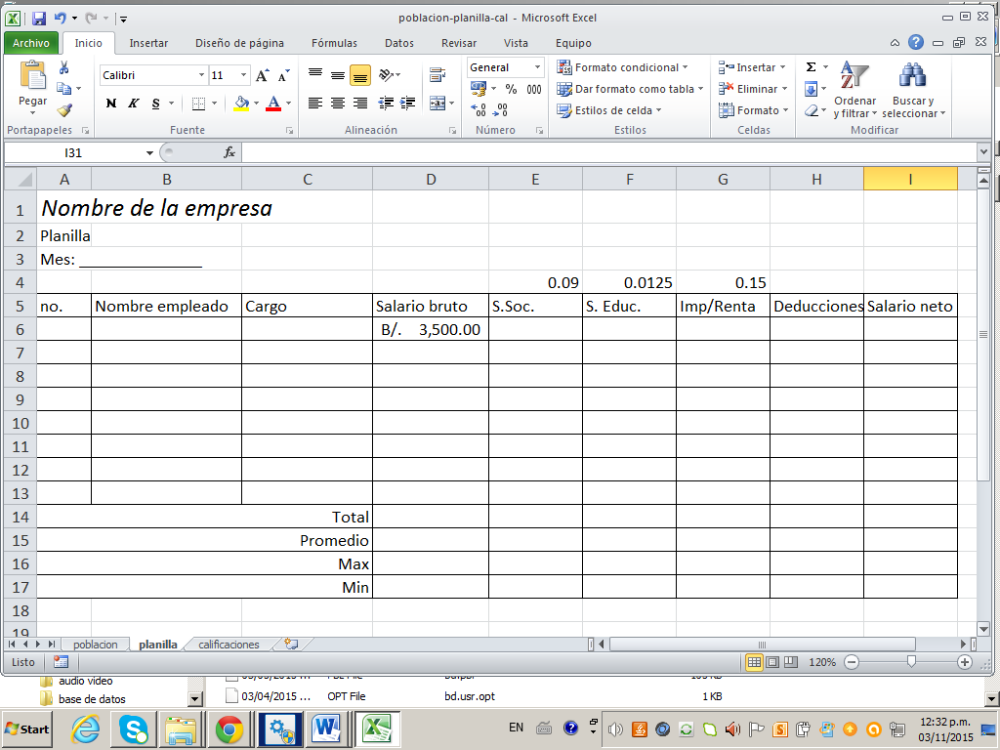 poblacion-planilla-cal - Microsoft Excel
Archivo Inicio Insertar Diseño de página Fórmulas Datos Revisar Vista Equipo
Pegar
Portapapeles
Calibri 11
N K S
Fuente
Alineación
General
% 000
Número
Formato condicional
Dar formato como tabla
Estilos de celda
Estilos
Insertar
Eliminar
Formato
Celdas
Σ
Ordenar y filtrar
Buscar y seleccionar
Modificar
I31 fx
A B C D E F G H I
1 Nombre de la empresa
2 Planilla
3 Mes: _______________
4 0.09 0.0125 0.15
5 no. Nombre empleado Cargo Salario bruto S.Soc. S. Educ. Imp/Renta Deducciones Salario neto
6 B/. 3,500.00
7
8
9
10
11
12
13
14 Total
15 Promedio
16 Max
17 Min
18
19
poblacion planilla calificaciones
Listo 120%
audio video
base de datos
03/04/2015 ... OPT File bd.usr.opt 1 KB
Start
EN
12:32 p.m.
03/11/2015